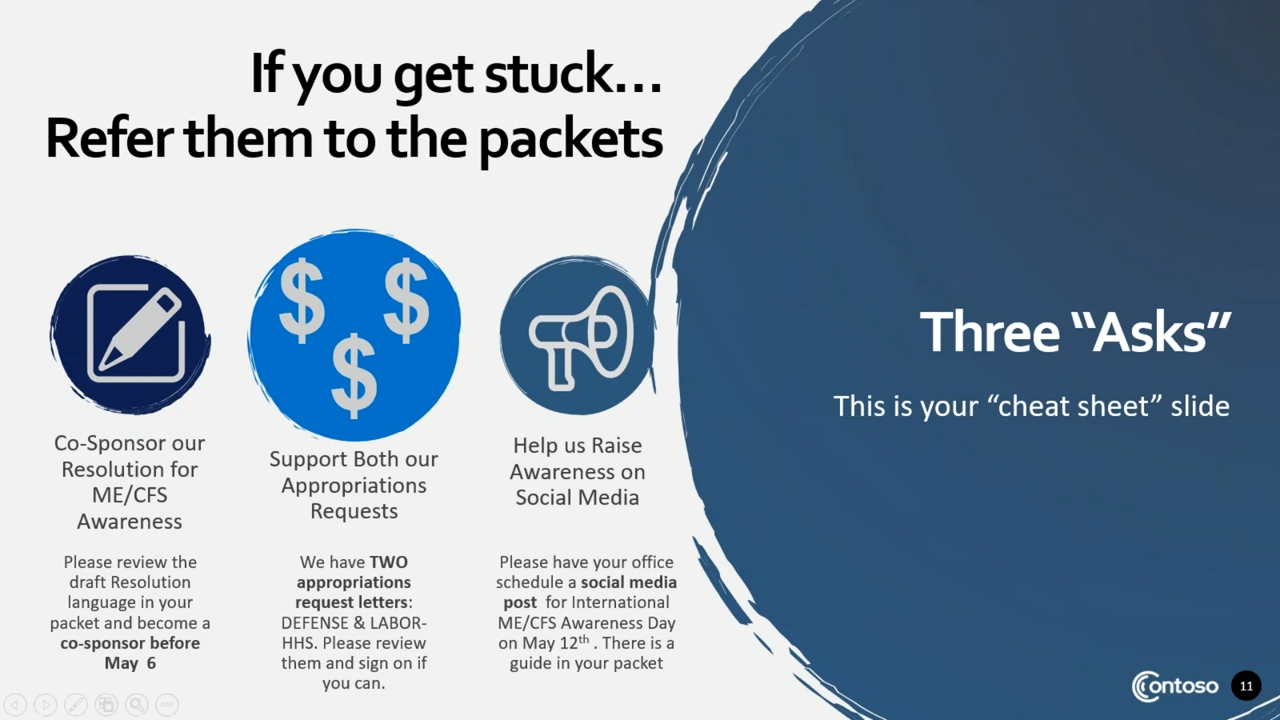 If you get stuck…
Refer them to the packets
$ $
$
Co-Sponsor our
Resolution for
ME/CFS
Awareness
Please review the
draft Resolution
language in your
packet and become a
co-sponsor before
May 6
Support Both our
Appropriations
Requests
We have TWO
appropriations
request letters:
DEFENSE & LABOR-
HHS. Please review
them and sign on if
you can.
Help us Raise
Awareness on
Social Media
Please have your office
schedule a social media
post for International
ME/CFS Awareness Day
on May 12th . There is a
guide in your packet
Three “Asks”
This is your “cheat sheet” slide
Contoso
11